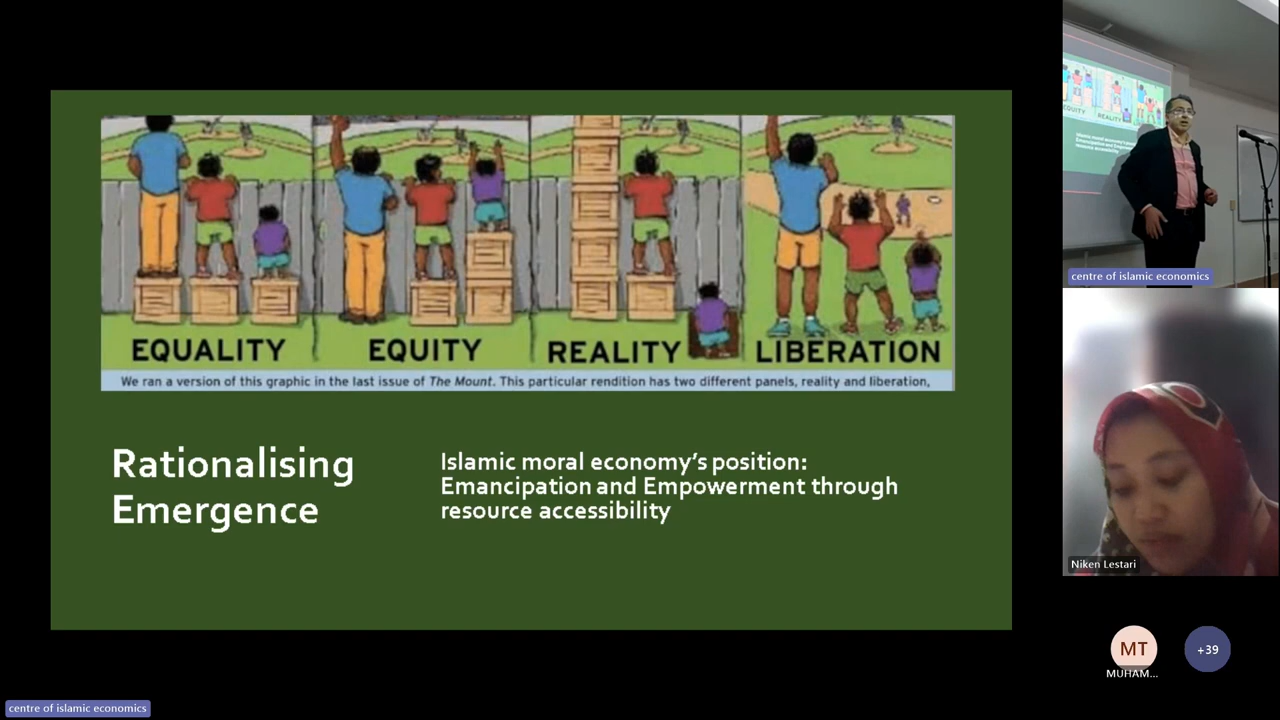 EQUALITY
EQUITY
REALITY
LIBERATION
We ran a version of this graphic in the last issue of The Mount. This particular rendition has two different panels, reality and liberation,
Rationalising
Emergence
Islamic moral economy's position:
Emancipation and Empowerment through
resource accessibility
EQUITY
REALITY
centre of islamic economics
Niken Lestari
MT
MUHAM...
+39
centre of islamic economics